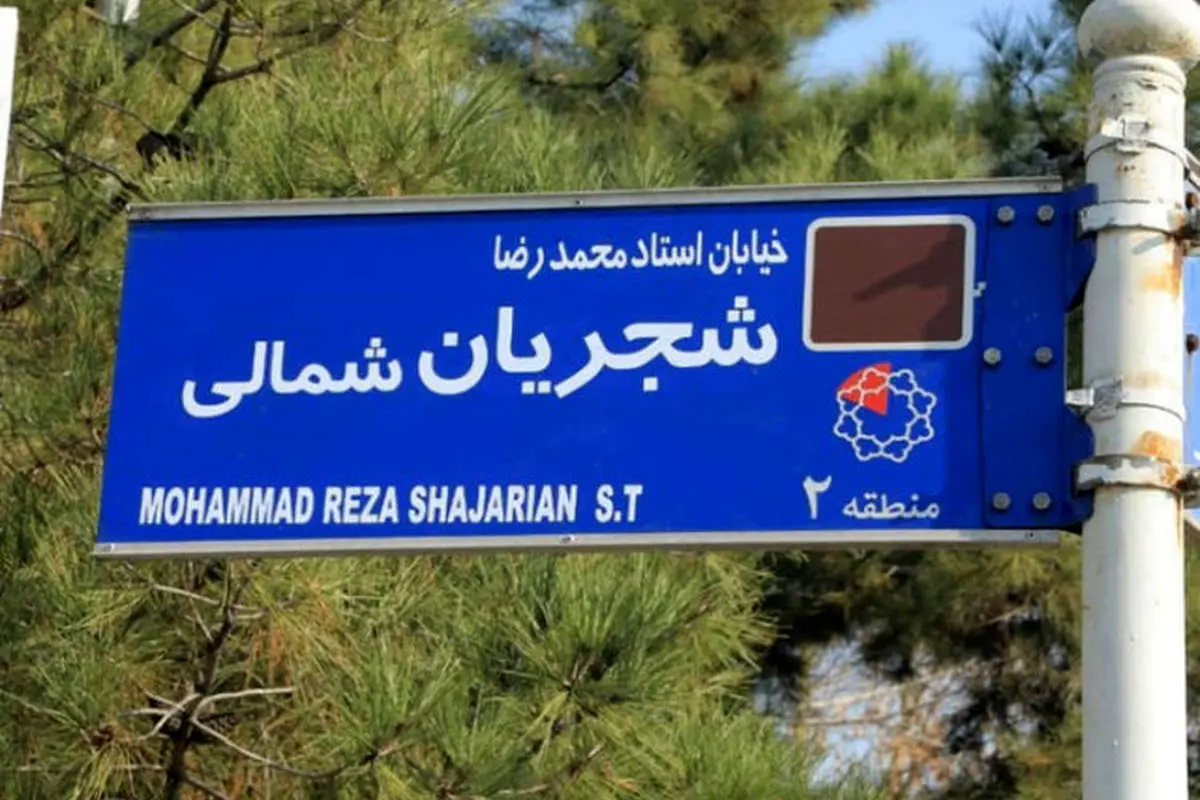 خیابان استاد محمد رضا
شجریان شمالی
MOHAMMAD REZA SHAJARIAN S.T
منطقه ۲